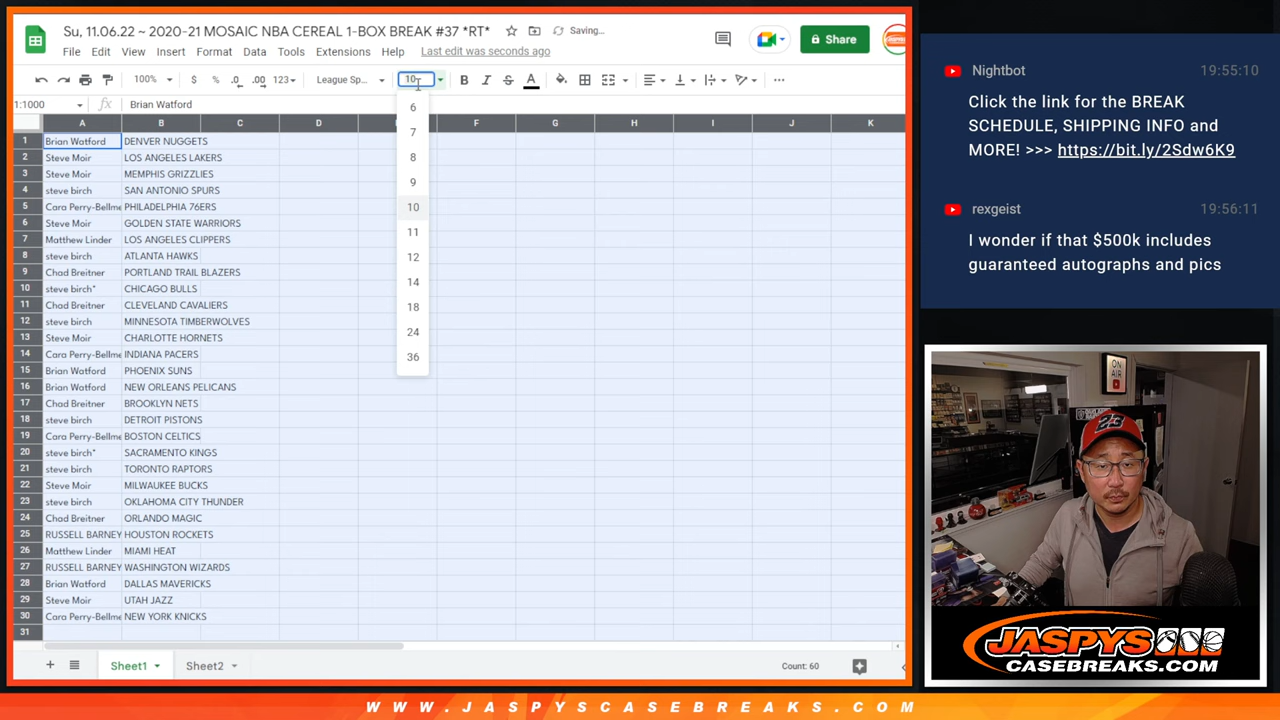 Su, 11.06.22 ~ 2020-21 MOSAIC NBA CEREAL 1-BOX BREAK #37 *RT*
Saving...
File Edit View Insert Format Data Tools Extensions Help Last edit was seconds ago
Share
100% $ % .0 .00 123 League Sp... 10 B I S A
1:1000 fx Brian Watford
A B C D F G H I J K
1 Brian Watford DENVER NUGGETS
2 Steve Moir LOS ANGELES LAKERS
3 Steve Moir MEMPHIS GRIZZLIES
4 steve birch SAN ANTONIO SPURS
5 Cara Perry-Bellme PHILADELPHIA 76ERS
6 Steve Moir GOLDEN STATE WARRIORS
7 Matthew Linder LOS ANGELES CLIPPERS
8 steve birch ATLANTA HAWKS
9 Chad Breitner PORTLAND TRAIL BLAZERS
10 steve birch* CHICAGO BULLS
11 Chad Breitner CLEVELAND CAVALIERS
12 steve birch MINNESOTA TIMBERWOLVES
13 Steve Moir CHARLOTTE HORNETS
14 Cara Perry-Bellme INDIANA PACERS
15 Brian Watford PHOENIX SUNS
16 Brian Watford NEW ORLEANS PELICANS
17 Chad Breitner BROOKLYN NETS
18 steve birch DETROIT PISTONS
19 Cara Perry-Bellme BOSTON CELTICS
20 steve birch* SACRAMENTO KINGS
21 steve birch TORONTO RAPTORS
22 Steve Moir MILWAUKEE BUCKS
23 steve birch OKLAHOMA CITY THUNDER
24 Chad Breitner ORLANDO MAGIC
25 RUSSELL BARNEY HOUSTON ROCKETS
26 Matthew Linder MIAMI HEAT
27 RUSSELL BARNEY WASHINGTON WIZARDS
28 Brian Watford DALLAS MAVERICKS
29 Steve Moir UTAH JAZZ
30 Cara Perry-Bellme NEW YORK KNICKS
31
6
7
8
9
10
11
12
14
18
24
36
Sheet1 Sheet2 Count: 60
Nightbot 19:55:10
Click the link for the BREAK
SCHEDULE, SHIPPING INFO and
MORE! >>> https://bit.ly/2Sdw6K9
rexgeist 19:56:11
I wonder if that $500k includes
guaranteed autographs and pics
ON AIR
23
JASPYS
CASEBREAKS.COM
WWW.JASPYSCASEBREAKS.COM